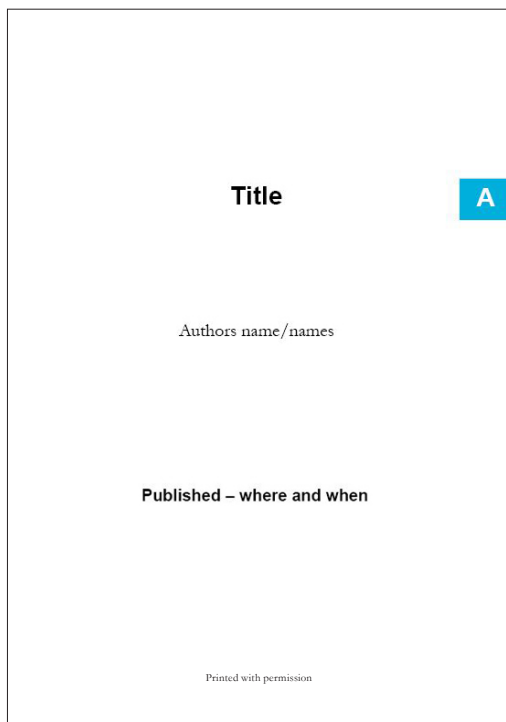 Title
A
Authors name/names
Published – where and when
Printed with permission